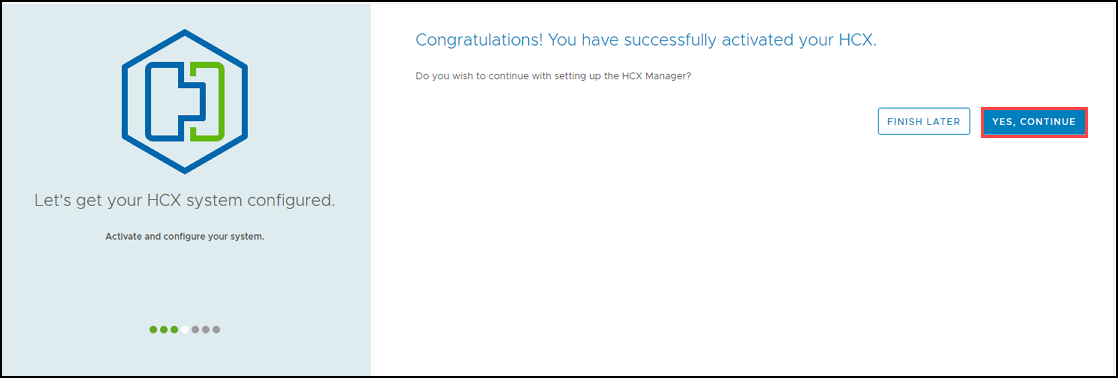 Congratulations! You have successfully activated your HCX.
Do you wish to continue with setting up the HCX Manager?
FINISH LATER
YES, CONTINUE
Let's get your HCX system configured.
Activate and configure your system.